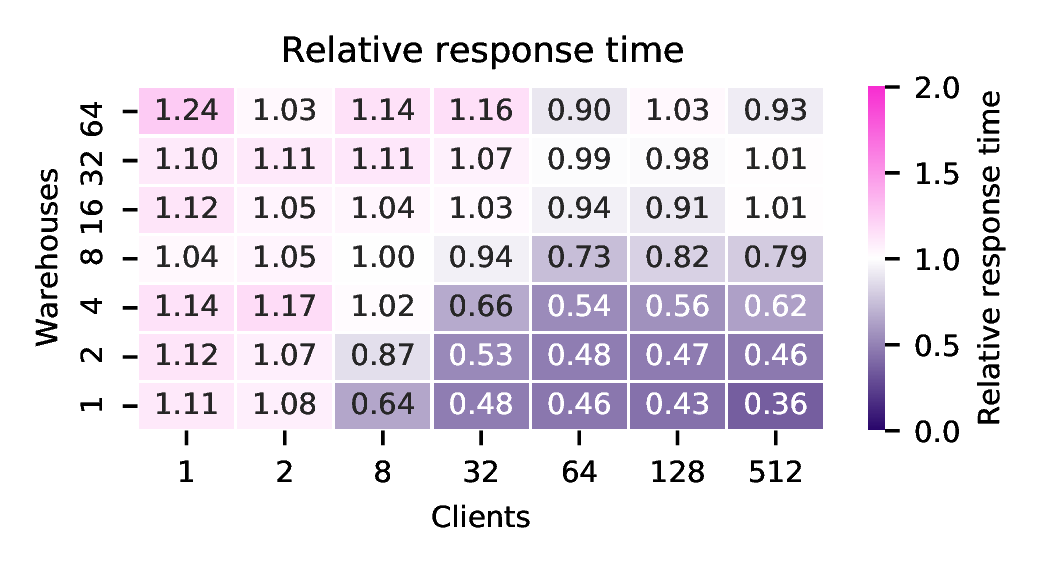 Relative response time
Warehouses
64 1.24 1.03 1.14 1.16 0.90 1.03 0.93
32 1.10 1.11 1.11 1.07 0.99 0.98 1.01
16 1.12 1.05 1.04 1.03 0.94 0.91 1.01
8 1.04 1.05 1.00 0.94 0.73 0.82 0.79
4 1.14 1.17 1.02 0.66 0.54 0.56 0.62
2 1.12 1.07 0.87 0.53 0.48 0.47 0.46
1 1.11 1.08 0.64 0.48 0.46 0.43 0.36
1 2 8 32 64 128 512
Clients
2.0
1.5
1.0
0.5
0.0
Relative response time